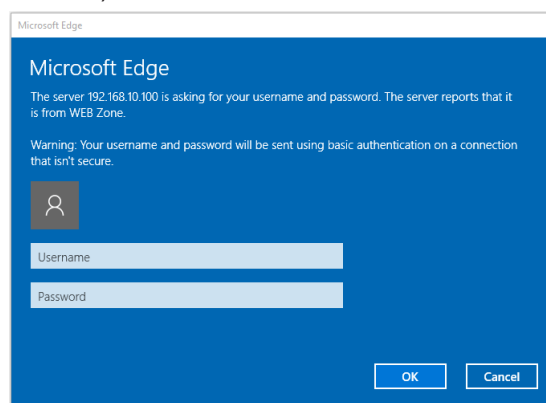 Microsoft Edge
Microsoft Edge
The server 192.168.10.100 is asking for your username and password. The server reports that it
is from WEB Zone.
Warning: Your username and password will be sent using basic authentication on a connection
that isn't secure.
Username
Password
OK Cancel